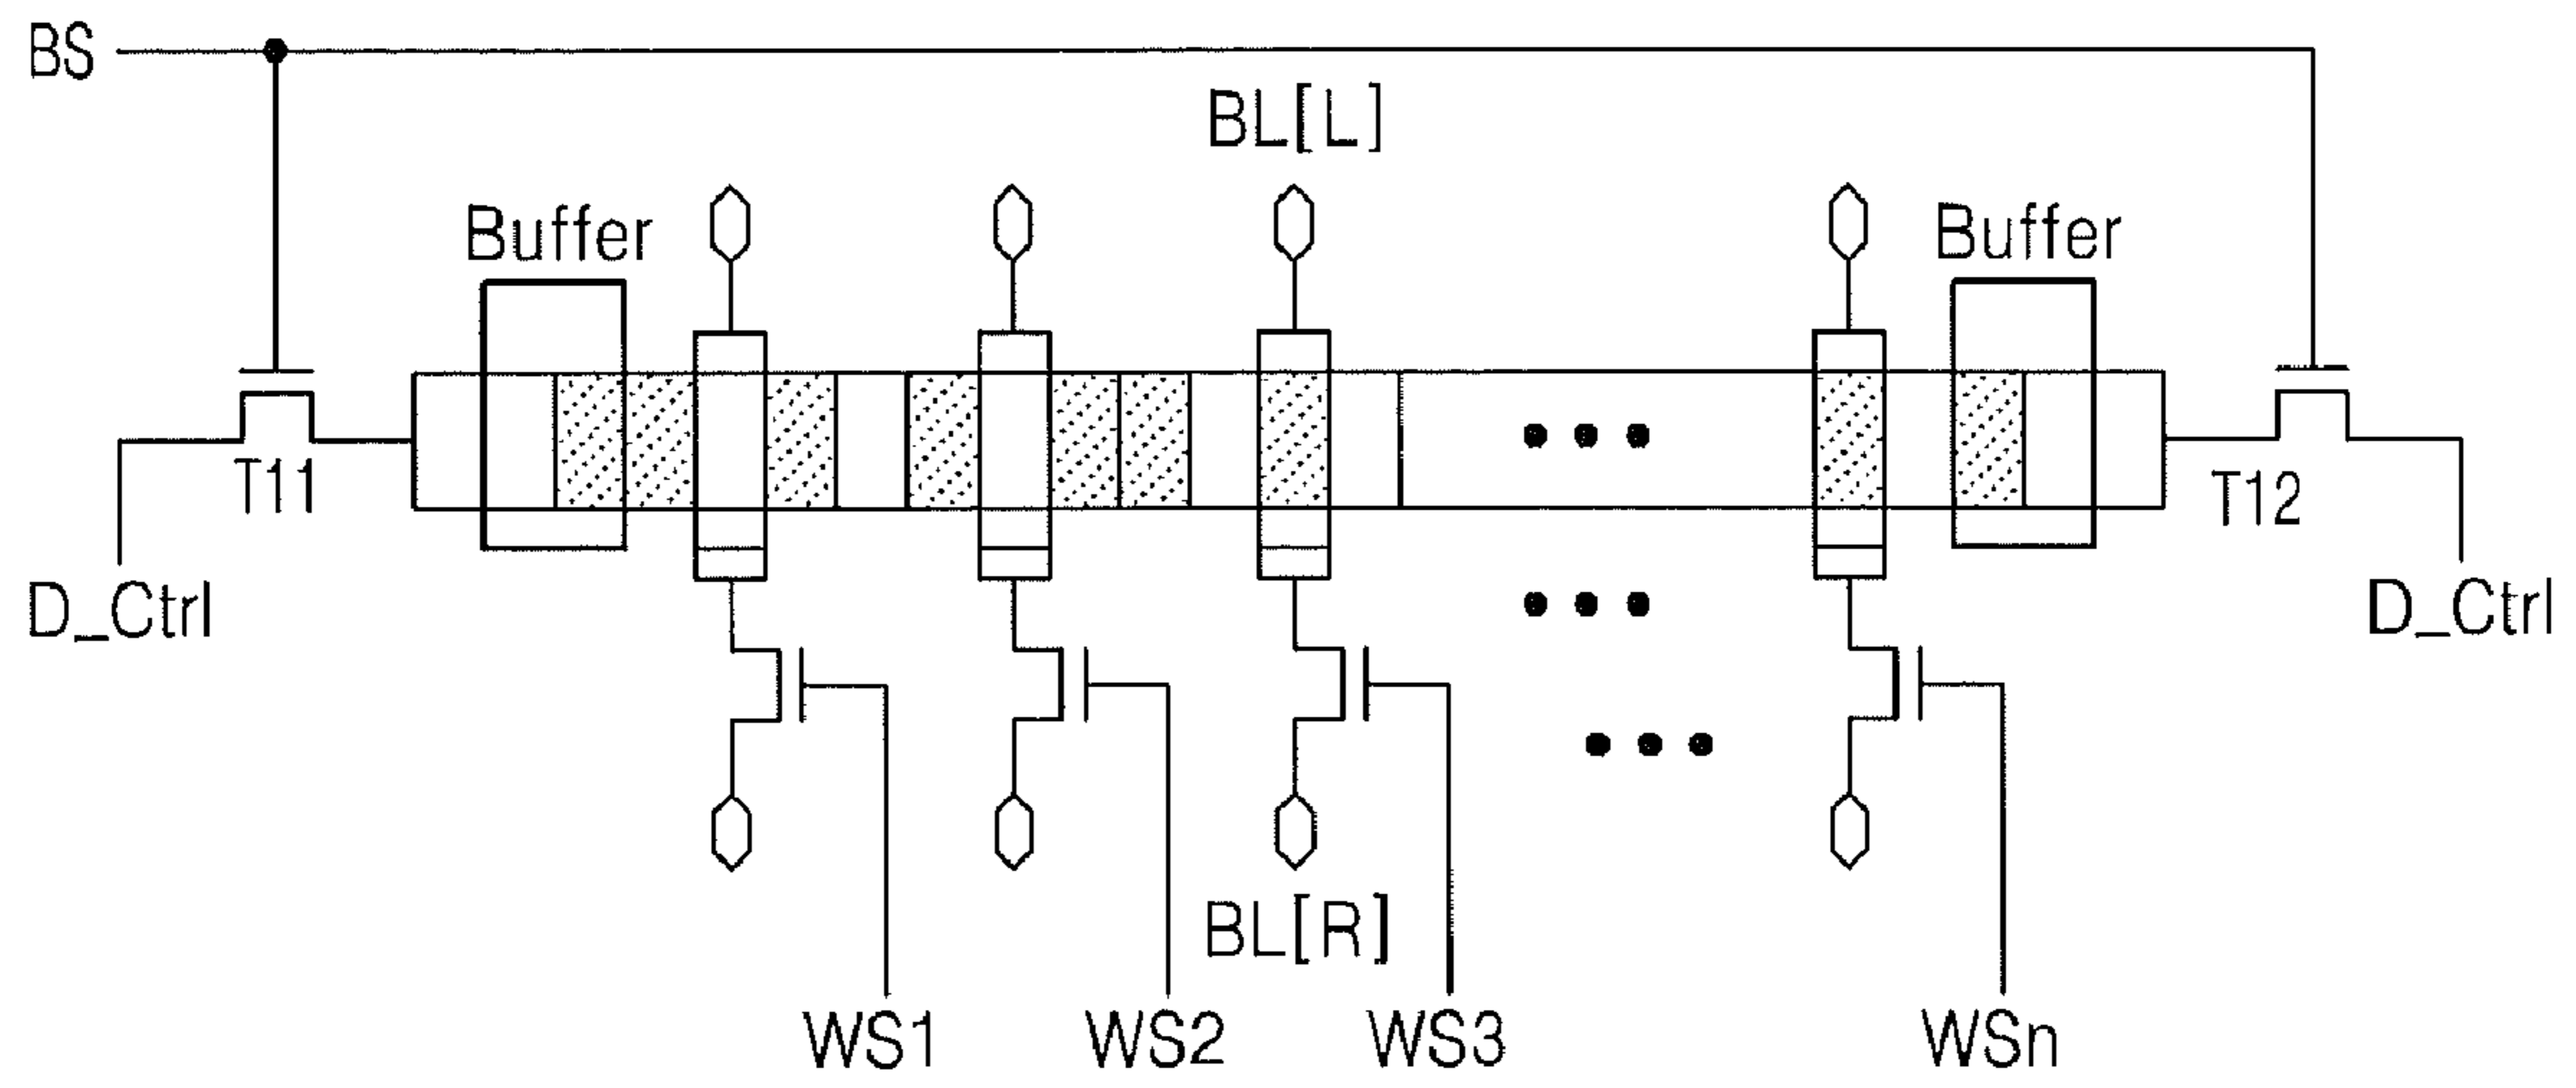 BS
BL[L]
Buffer
Buffer
T11
T12
D_Ctrl
D_Ctrl
BL[R]
WS1
WS2
WS3
WSn